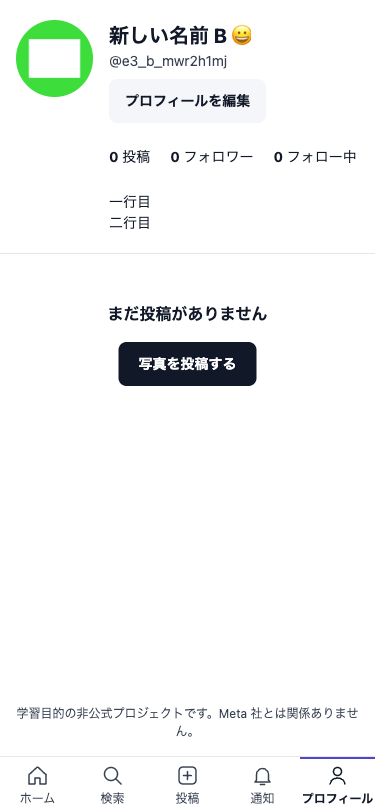 新しい名前 B 😀
@e3_b_mwr2h1mj
プロフィールを編集
0 投稿 0 フォロワー 0 フォロー中
一行目
二行目
まだ投稿がありません
写真を投稿する
学習目的の非公式プロジェクトです。Meta 社とは関係ありませ
ん。
ホーム 検索 投稿 通知 プロフィール